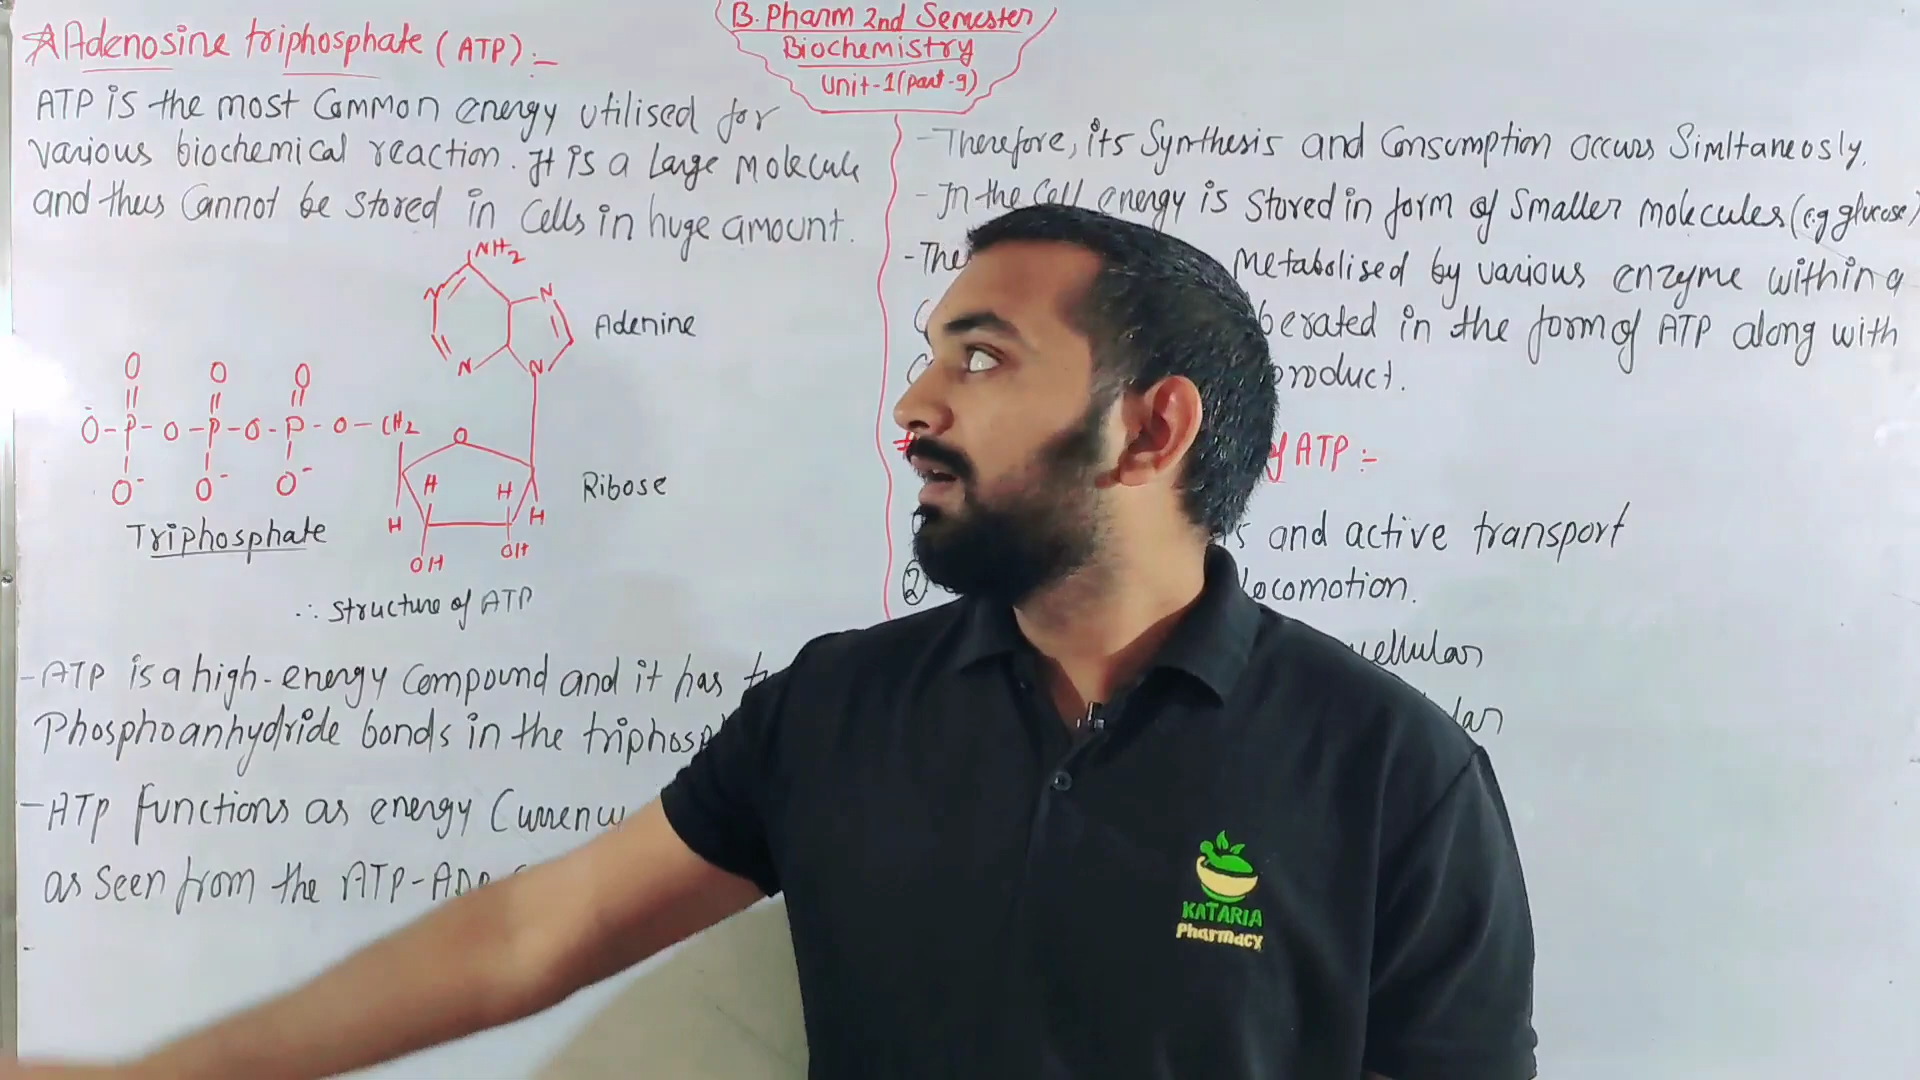 B. Pharm 2nd Semester
Biochemistry
Unit-1(part-9)
Adenosine triphosphate (ATP) :-
ATP is the most Common energy utilised for
various biochemical reaction. It is a Large Molecule
and thus Cannot be Stored in Cells in huge amount.
NH2
N N
N N
Adenine
O O O
O-P-O-P-O-P-O-CH2
O- O- O-
O
H H
H H
OH OH
Ribose
Triphosphate
∴ Structure of ATP
-ATP is a high-energy Compound and it has
Phosphoanhydride bonds in the
-ATP functions as energy
as Seen from the ATP-
-Therefore, its Synthesis and Consumption occurs Simltaneosly.
-In the Cell energy is Stored in form of Smaller molecules (e.g glucose)
Metabolised by various enzyme within a
in the form of ATP along with
product.
of ATP :-
and active transport
②
locomotion.
KATARIA
Pharmacy